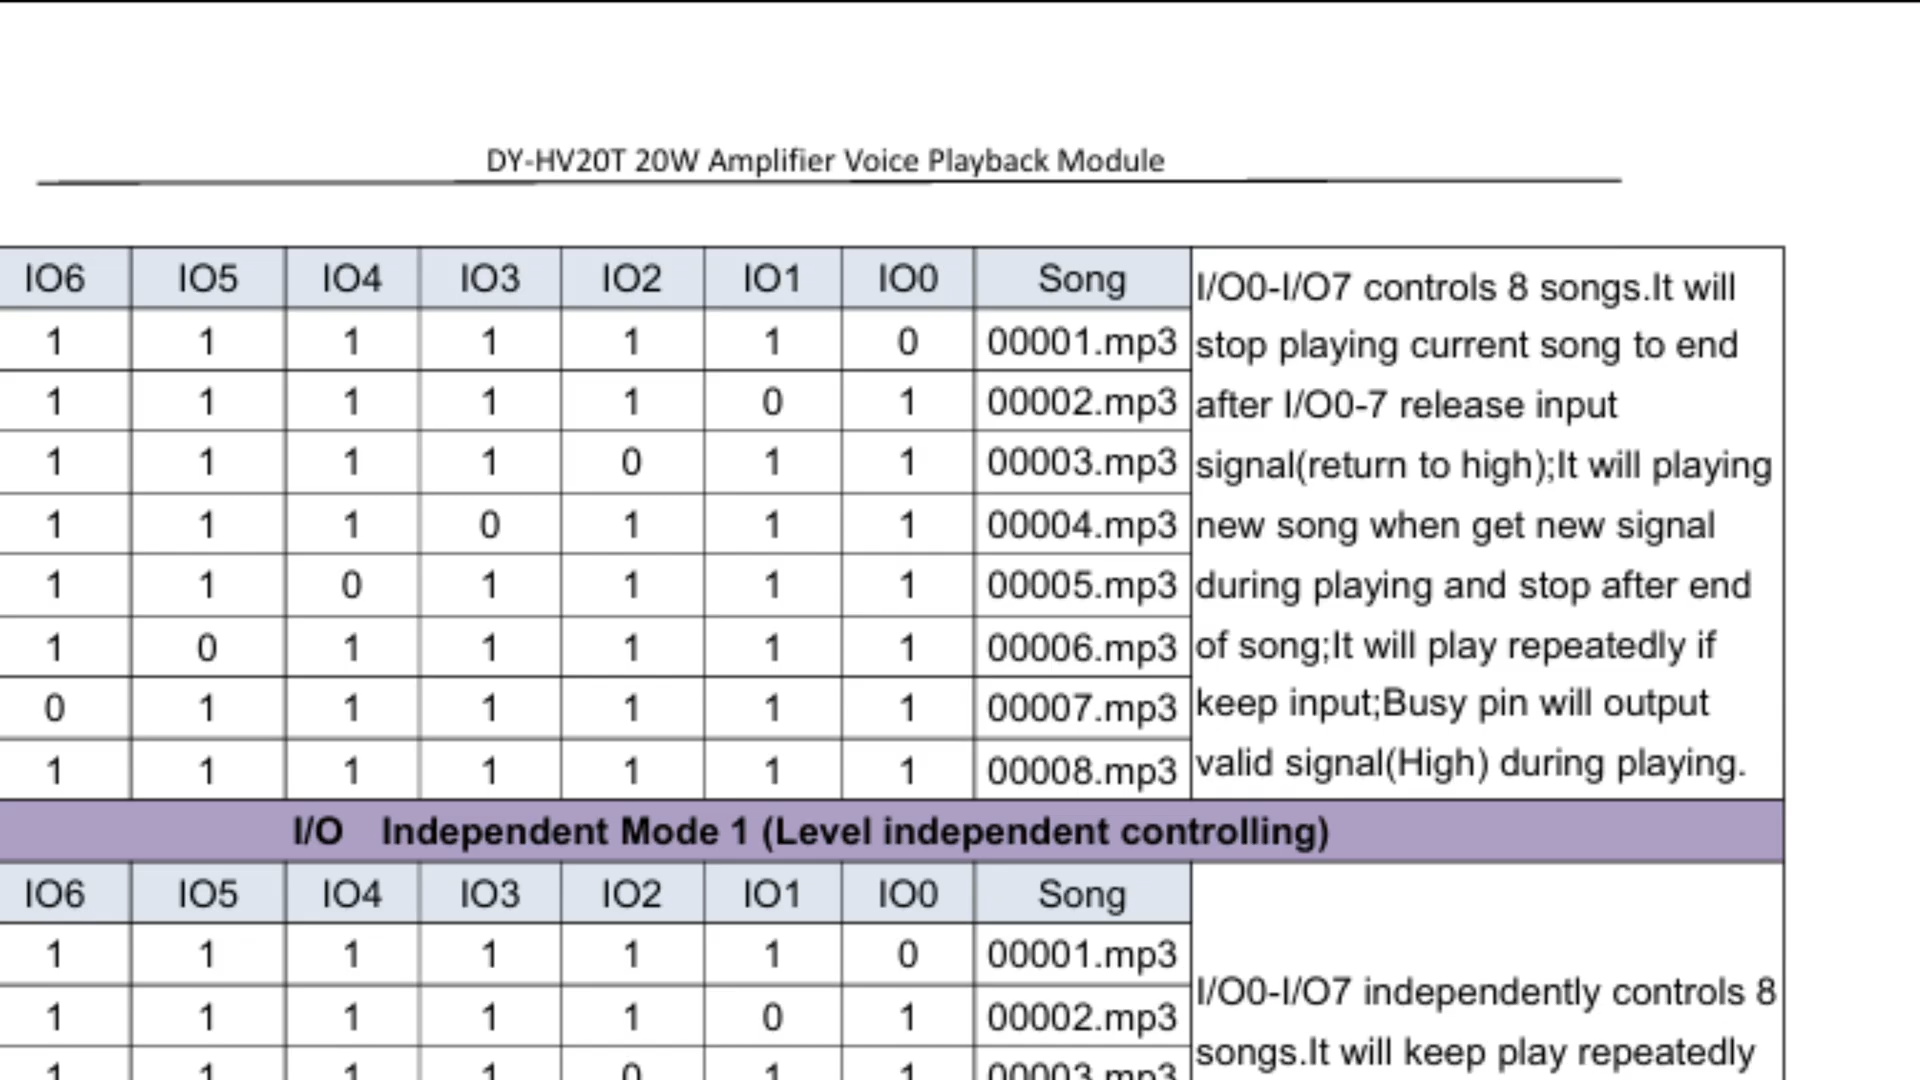 DY-HV20T 20W Amplifier Voice Playback Module
IO6 IO5 IO4 IO3 IO2 IO1 IO0 Song
1 1 1 1 1 1 0 00001.mp3
1 1 1 1 1 0 1 00002.mp3
1 1 1 1 0 1 1 00003.mp3
1 1 1 0 1 1 1 00004.mp3
1 1 0 1 1 1 1 00005.mp3
1 0 1 1 1 1 1 00006.mp3
0 1 1 1 1 1 1 00007.mp3
1 1 1 1 1 1 1 00008.mp3
I/O0-I/O7 controls 8 songs.It will
stop playing current song to end
after I/O0-7 release input
signal(return to high);It will playing
new song when get new signal
during playing and stop after end
of song;It will play repeatedly if
keep input;Busy pin will output
valid signal(High) during playing.
I/O Independent Mode 1 (Level independent controlling)
IO6 IO5 IO4 IO3 IO2 IO1 IO0 Song
1 1 1 1 1 1 0 00001.mp3
1 1 1 1 1 0 1 00002.mp3
1 1 1 1 0 1 1 00003.mp3
I/O0-I/O7 independently controls 8
songs.It will keep play repeatedly